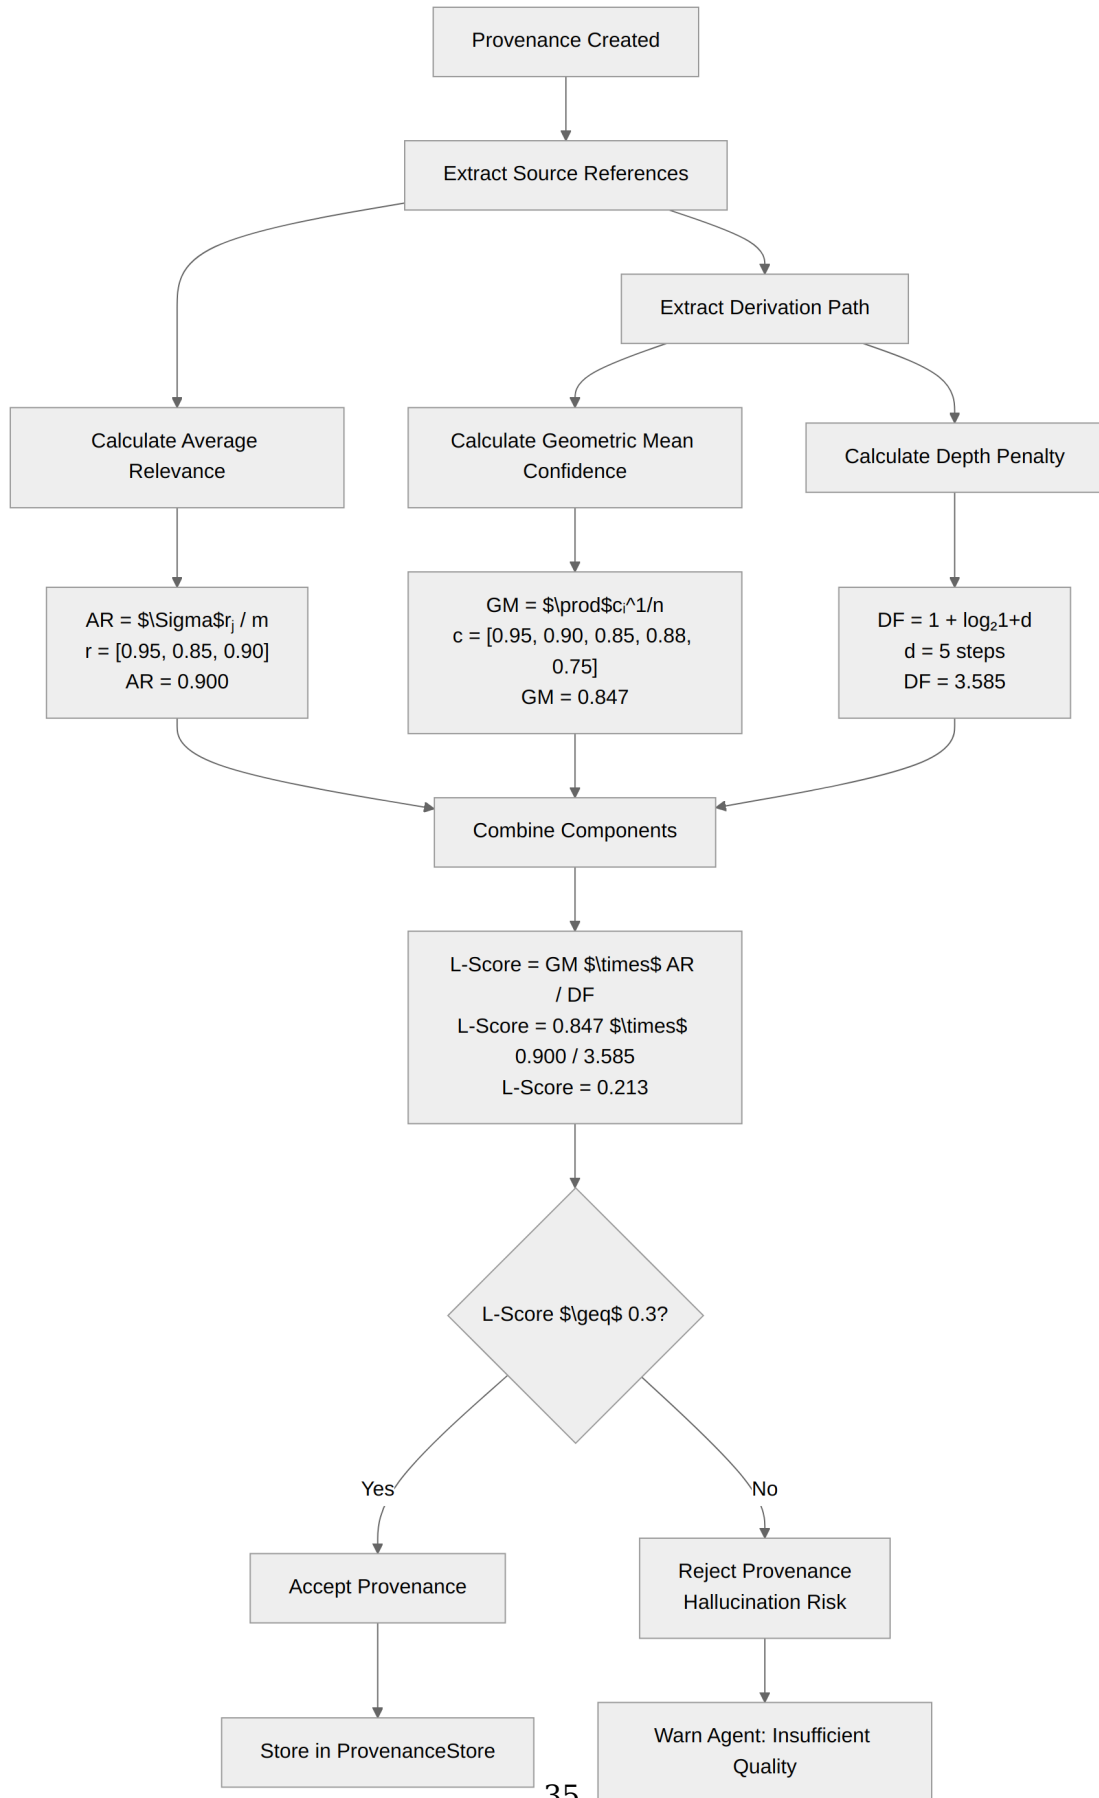 Provenance Created
Extract Source References
Extract Derivation Path
Calculate Average
Relevance
Calculate Geometric Mean
Confidence
Calculate Depth Penalty
AR = $\Sigma$rⱼ / m
r = [0.95, 0.85, 0.90]
AR = 0.900
GM = $\prod$cᵢ^1/n
c = [0.95, 0.90, 0.85, 0.88,
0.75]
GM = 0.847
DF = 1 + log₂1+d
d = 5 steps
DF = 3.585
Combine Components
L-Score = GM $\times$ AR
/ DF
L-Score = 0.847 $\times$
0.900 / 3.585
L-Score = 0.213
L-Score $\geq$ 0.3?
Yes
No
Accept Provenance
Reject Provenance
Hallucination Risk
Store in ProvenanceStore
Warn Agent: Insufficient
Quality
35